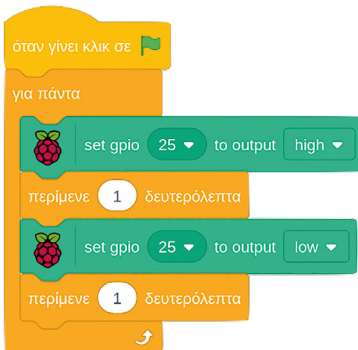 όταν γίνει κλικ σε
για πάντα
set gpio 25 to output high
περίμενε 1 δευτερόλεπτα
set gpio 25 to output low
περίμενε 1 δευτερόλεπτα